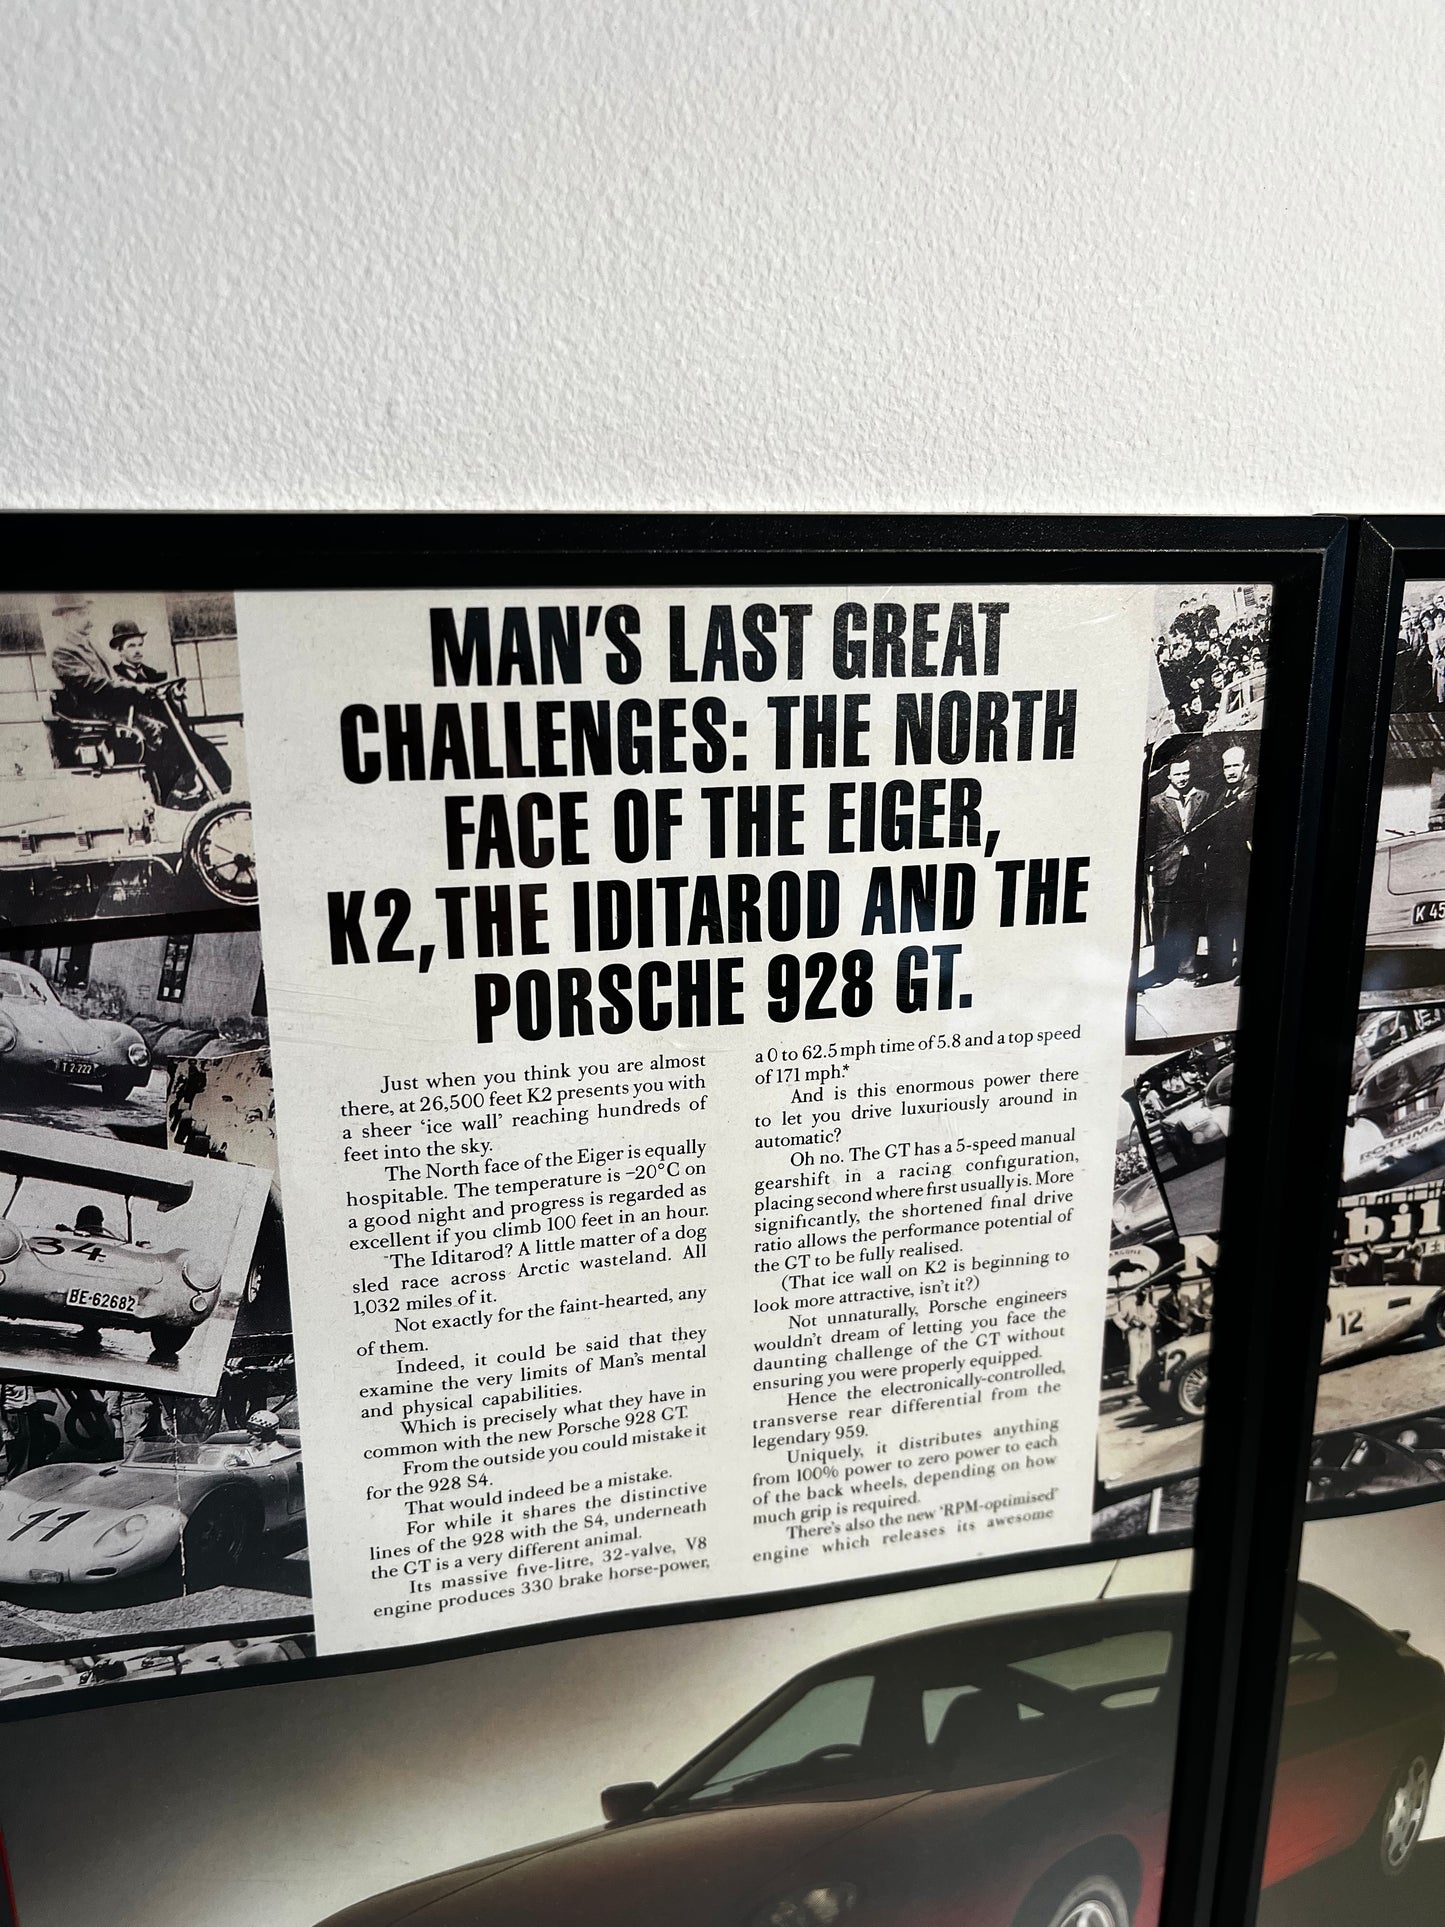 MAN'S LAST GREAT
CHALLENGES: THE NORTH
FACE OF THE EIGER,
K2, THE IDITAROD AND THE
PORSCHE 928 GT.
Just when you think you are almost
there, at 26,500 feet K2 presents you with
a sheer ‘ice wall’ reaching hundreds of
feet into the sky.
The North face of the Eiger is equally
hospitable. The temperature is –20°C on
a good night and progress is regarded as
excellent if you climb 100 feet in an hour.
The Iditarod? A little matter of a dog
sled race across Arctic wasteland. All
1,032 miles of it.
Not exactly for the faint-hearted, any
of them.
Indeed, it could be said that they
examine the very limits of Man's mental
and physical capabilities.
Which is precisely what they have in
common with the new Porsche 928 GT.
From the outside you could mistake it
for the 928 S4.
That would indeed be a mistake.
For while it shares the distinctive
lines of the 928 with the S4, underneath
the GT is a very different animal.
Its massive five-litre, 32-valve, V8
engine produces 330 brake horse-power,
a 0 to 62.5 mph time of 5.8 and a top speed
of 171 mph.*
And is this enormous power there
to let you drive luxuriously around in
automatic?
Oh no. The GT has a 5-speed manual
gearshift in a racing configuration,
placing second where first usually is. More
significantly, the shortened final drive
ratio allows the performance potential of
the GT to be fully realised.
(That ice wall on K2 is beginning to
look more attractive, isn't it?)
Not unnaturally, Porsche engineers
wouldn't dream of letting you face the
daunting challenge of the GT without
ensuring you were properly equipped.
Hence the electronically-controlled,
transverse rear differential from the
legendary 959.
Uniquely, it distributes anything
from 100% power to zero power to each
of the back wheels, depending on how
much grip is required.
There's also the new ‘RPM-optimised’
engine which releases its awesome
T 2·222
34
BE·62682
11
K 45
ROTHMA
bil
12
12